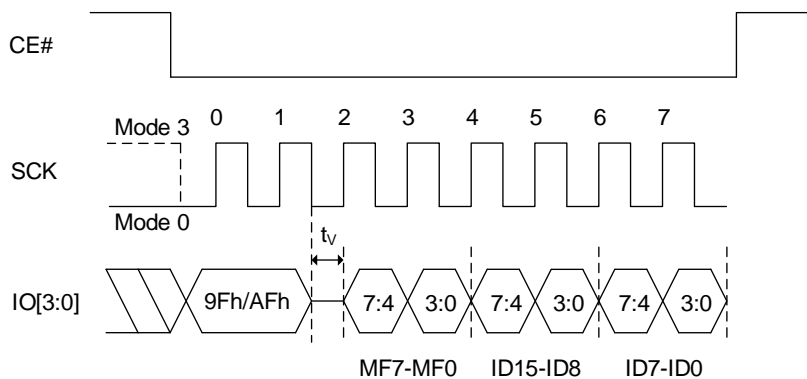 CE#
0 1 2 3 4 5 6 7
Mode 3
SCK
Mode 0
tV
IO[3:0] 9Fh/AFh 7:4 3:0 7:4 3:0 7:4 3:0
MF7-MF0 ID15-ID8 ID7-ID0